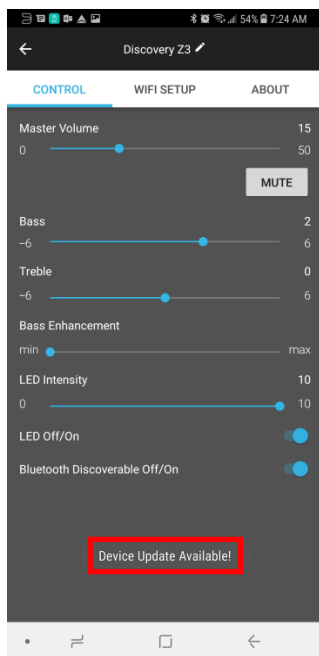 54% 7:24 AM
Discovery Z3
CONTROL WIFI SETUP ABOUT
Master Volume 15
0 50
MUTE
Bass 2
-6 6
Treble 0
-6 6
Bass Enhancement
min max
LED Intensity 10
0 10
LED Off/On
Bluetooth Discoverable Off/On
Device Update Available!